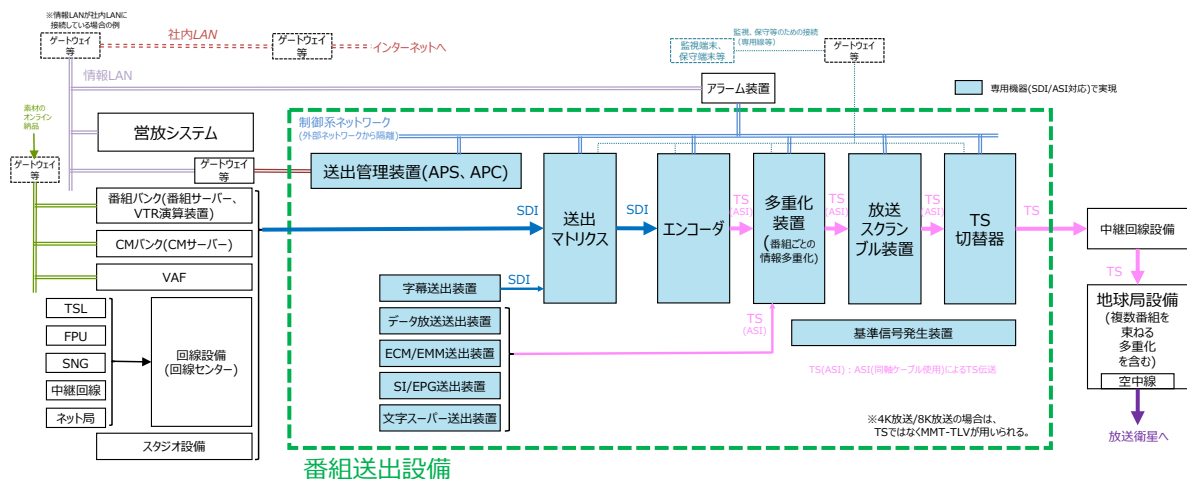 ※情報LANが社内LANに
接続している場合の例
ゲートウェイ
等
社内LAN
ゲートウェイ
等
インターネットへ
監視端末、
保守端末等
監視、保守等のための接続
(専用線等)
ゲートウェイ
等
情報LAN
アラーム装置
専用機器(SDI/ASI対応)で実現
素材の
オンライン
納品
営放システム
制御系ネットワーク
(外部ネットワークから隔離)
ゲートウェイ
等
ゲートウェイ
等
送出管理装置(APS、APC)
番組バンク(番組サーバー、
VTR演算装置)
CMバンク(CMサーバー)
VAF
SDI
送出
マトリクス
SDI
エンコーダ
TS
(ASI)
多重化
装置
(番組ごとの
情報多重化)
TS
(ASI)
放送
スクラン
ブル装置
TS
(ASI)
TS
切替器
TS
中継回線設備
TS
字幕送出装置
SDI
データ放送送出装置
ECM/EMM送出装置
SI/EPG送出装置
文字スーパー送出装置
TS
(ASI)
基準信号発生装置
TS(ASI)：ASI(同軸ケーブル使用)によるTS伝送
地球局設備
(複数番組を
束ねる
多重化
を含む)
空中線
放送衛星へ
TSL
FPU
SNG
中継回線
ネット局
回線設備
(回線センター)
スタジオ設備
※4K放送/8K放送の場合は、
TSではなくMMT-TLVが用いられる。
番組送出設備